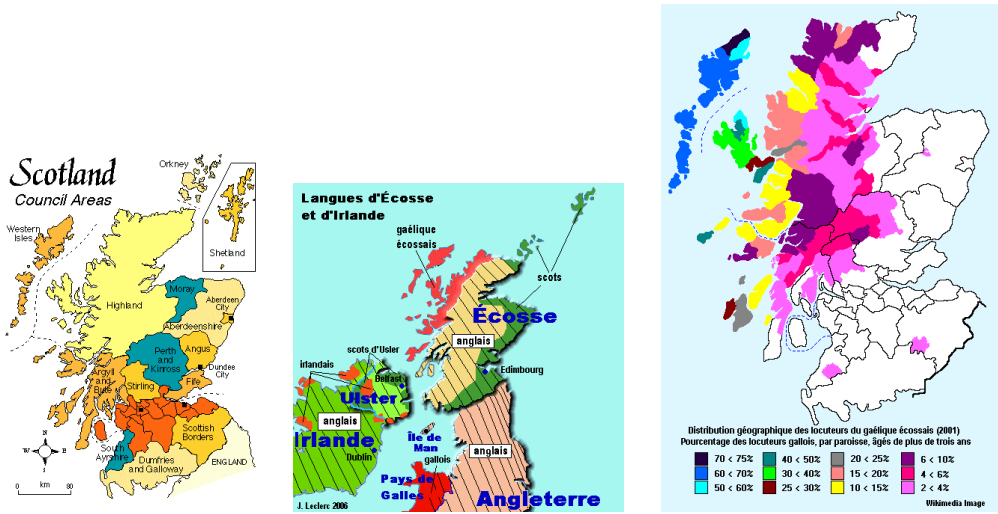 Scotland
Council Areas
Orkney
Western
Isles
Shetland
Highland
Moray
Aberdeen
City
Aberdeenshire
Perth
and
Kinross
Angus
Dundee
City
Argyll
and
Bute
Stirling
Fife
Scottish
Borders
South
Ayrshire
Dumfries
and Galloway
ENGLAND
N
W
E
S
0
km
80
Langues d'Écosse
et d'Irlande
gaélique
écossais
scots
Écosse
anglais
scots d'Usler
irlandais
Belfast
Edimbourg
Ulster
anglais
Irlande
Île de
Man
Dublin
gallois
anglais
Pays de
Galles
Angleterre
J. Leclerc 2006
Distribution géographique des locuteurs du gaélique écossais (2001)
Pourcentage des locuteurs gallois, par paroisse, âgés de plus de trois ans
70 < 75% 40 < 50% 20 < 25% 6 < 10%
60 < 70% 30 < 40% 15 < 20% 4 < 6%
50 < 60% 25 < 30% 10 < 15% 2 < 4%
Wikimedia Image